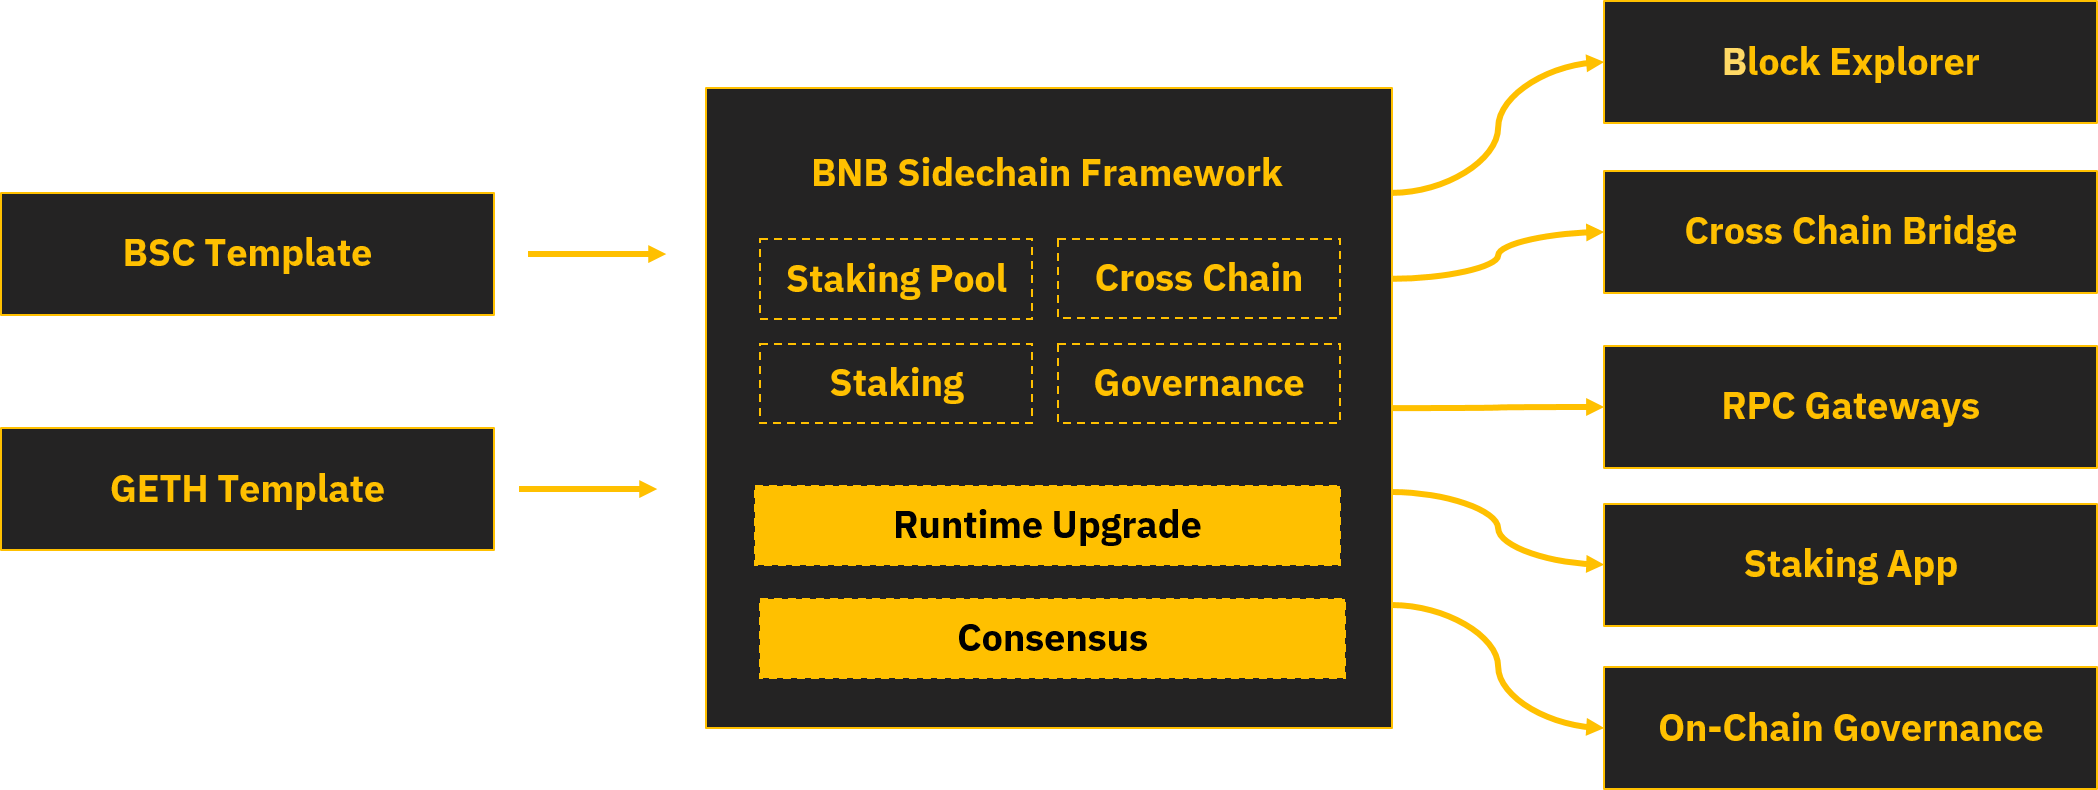 BSC Template
GETH Template
BNB Sidechain Framework
Staking Pool
Cross Chain
Staking
Governance
Runtime Upgrade
Consensus
Block Explorer
Cross Chain Bridge
RPC Gateways
Staking App
On-Chain Governance